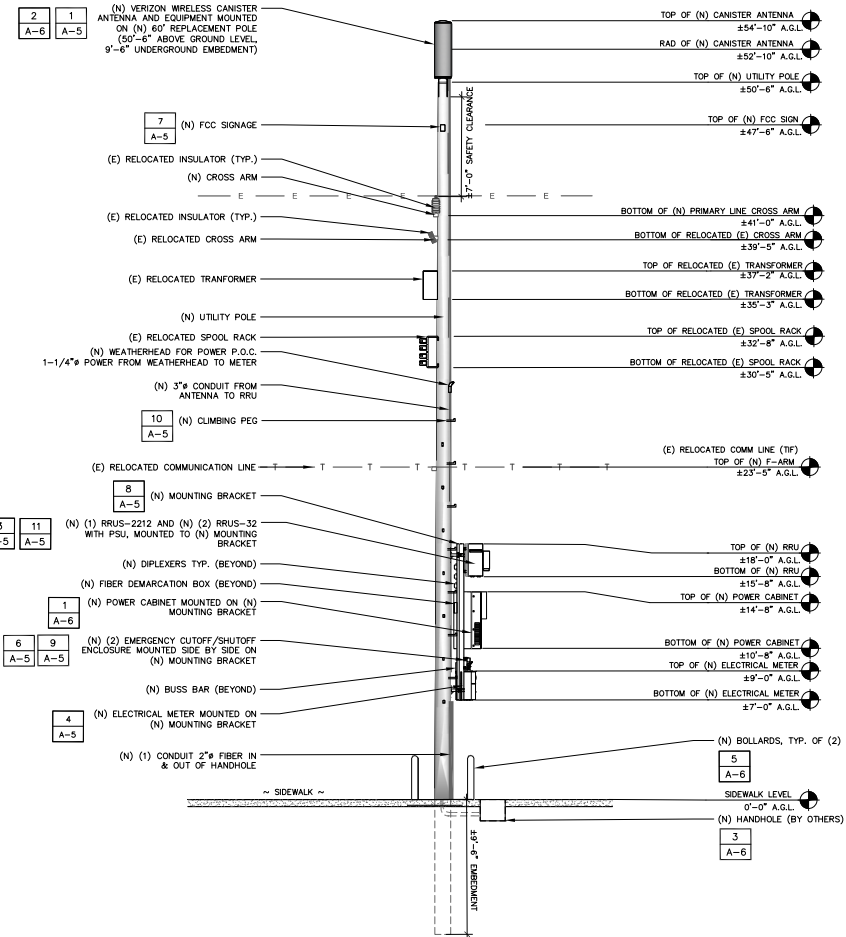 2
A-6
1
A-5
(N) VERIZON WIRELESS CANISTER
ANTENNA AND EQUIPMENT MOUNTED
ON (N) 60' REPLACEMENT POLE
(50'-6" ABOVE GROUND LEVEL,
9'-6" UNDERGROUND EMBEDMENT)
TOP OF (N) CANISTER ANTENNA
±54'-10" A.G.L.
RAD OF (N) CANISTER ANTENNA
±52'-10" A.G.L.
TOP OF (N) UTILITY POLE
±50'-6" A.G.L.
7
A-5
(N) FCC SIGNAGE
TOP OF (N) FCC SIGN
±47'-6" A.G.L.
±7'-0" SAFETY CLEARANCE
(E) RELOCATED INSULATOR (TYP.)
(N) CROSS ARM
E E E E E E
(E) RELOCATED INSULATOR (TYP.)
BOTTOM OF (N) PRIMARY LINE CROSS ARM
±41'-0" A.G.L.
(E) RELOCATED CROSS ARM
BOTTOM OF RELOCATED (E) CROSS ARM
±39'-5" A.G.L.
TOP OF RELOCATED (E) TRANSFORMER
±37'-2" A.G.L.
(E) RELOCATED TRANFORMER
BOTTOM OF RELOCATED (E) TRANSFORMER
±35'-3" A.G.L.
(N) UTILITY POLE
(E) RELOCATED SPOOL RACK
TOP OF RELOCATED (E) SPOOL RACK
±32'-8" A.G.L.
(N) WEATHERHEAD FOR POWER P.O.C.
1-1/4"ø POWER FROM WEATHERHEAD TO METER
BOTTOM OF RELOCATED (E) SPOOL RACK
±30'-5" A.G.L.
(N) 3"ø CONDUIT FROM
ANTENNA TO RRU
10
A-5
(N) CLIMBING PEG
(E) RELOCATED COMM LINE (TIF)
TOP OF (N) F-ARM
±23'-5" A.G.L.
(E) RELOCATED COMMUNICATION LINE
T T T T T T T
8
A-5
(N) MOUNTING BRACKET
A-5
11
A-5
(N) (1) RRUS-2212 AND (N) (2) RRUS-32
WITH PSU, MOUNTED TO (N) MOUNTING
BRACKET
TOP OF (N) RRU
±18'-0" A.G.L.
(N) DIPLEXERS TYP. (BEYOND)
BOTTOM OF (N) RRU
±15'-8" A.G.L.
(N) FIBER DEMARCATION BOX (BEYOND)
TOP OF (N) POWER CABINET
±14'-8" A.G.L.
1
A-6
(N) POWER CABINET MOUNTED ON (N)
MOUNTING BRACKET
6
A-5
9
A-5
(N) (2) EMERGENCY CUTOFF/SHUTOFF
ENCLOSURE MOUNTED SIDE BY SIDE ON
(N) MOUNTING BRACKET
BOTTOM OF (N) POWER CABINET
±10'-8" A.G.L.
TOP OF (N) ELECTRICAL METER
±9'-0" A.G.L.
(N) BUSS BAR (BEYOND)
BOTTOM OF (N) ELECTRICAL METER
±7'-0" A.G.L.
4
A-5
(N) ELECTRICAL METER MOUNTED ON
(N) MOUNTING BRACKET
(N) (1) CONDUIT 2"ø FIBER IN
& OUT OF HANDHOLE
(N) BOLLARDS, TYP. OF (2)
5
A-6
~ SIDEWALK ~
SIDEWALK LEVEL
0'-0" A.G.L.
(N) HANDHOLE (BY OTHERS)
3
A-6
±9'-6" EMBEDMENT